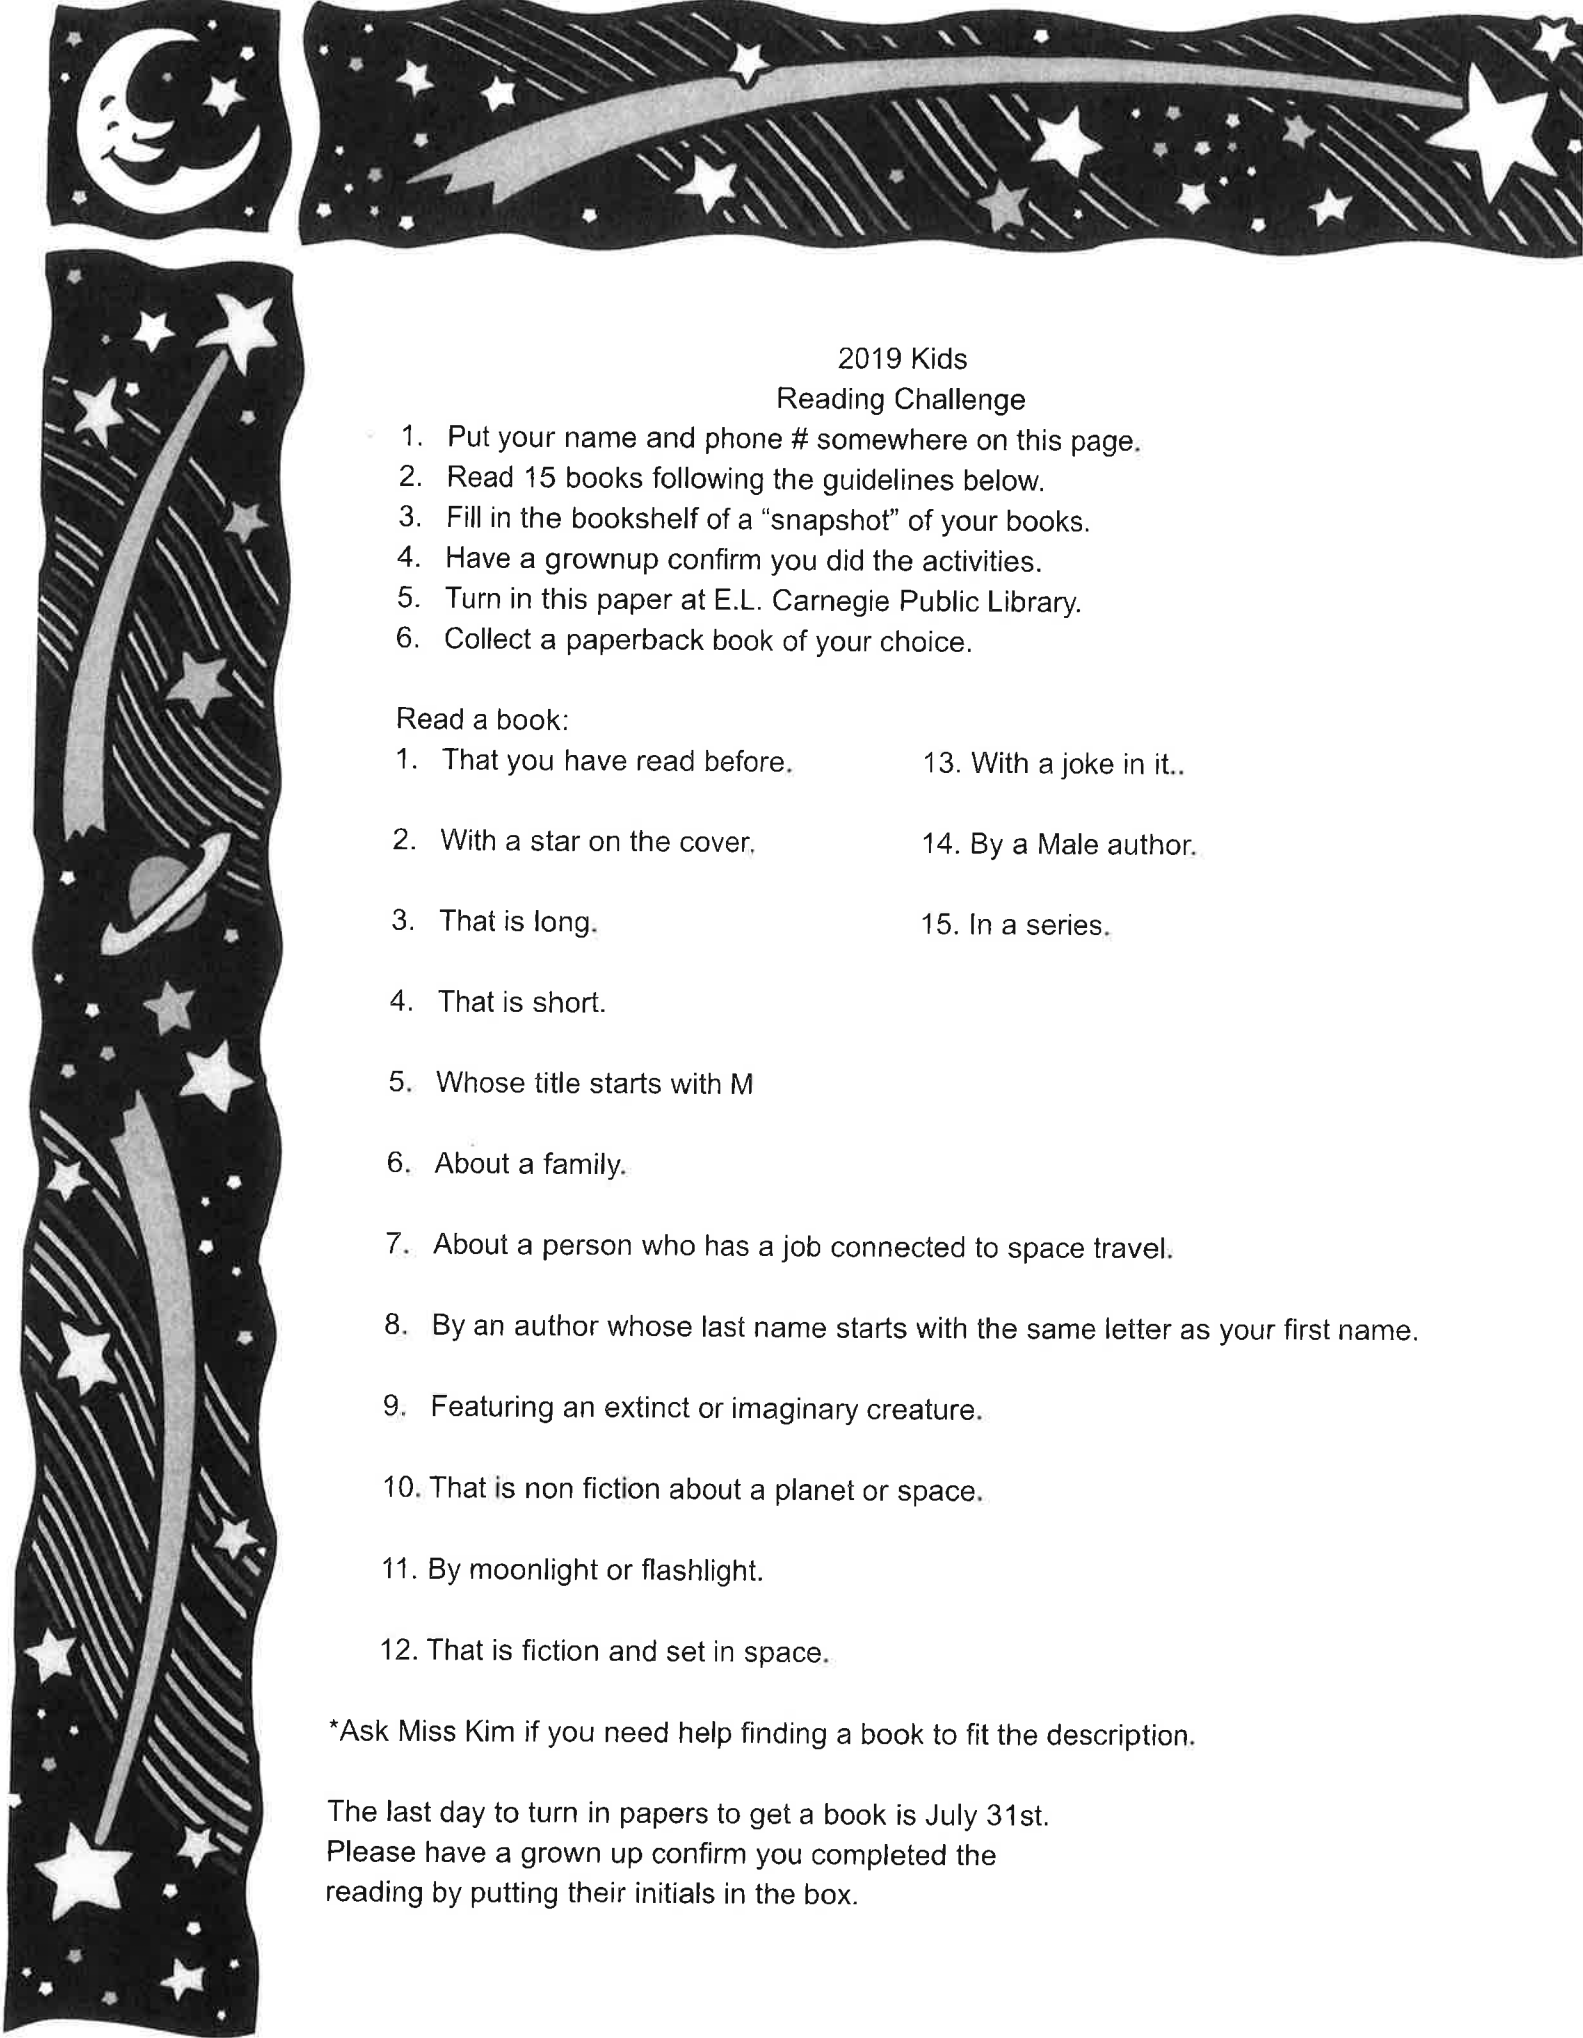 2019 Kids
Reading Challenge
1. Put your name and phone # somewhere on this page.
2. Read 15 books following the guidelines below.
3. Fill in the bookshelf of a “snapshot” of your books.
4. Have a grownup confirm you did the activities.
5. Turn in this paper at E.L. Carnegie Public Library.
6. Collect a paperback book of your choice.
Read a book:
1. That you have read before.
2. With a star on the cover.
3. That is long.
4. That is short.
5. Whose title starts with M
6. About a family.
7. About a person who has a job connected to space travel.
8. By an author whose last name starts with the same letter as your first name.
9. Featuring an extinct or imaginary creature.
10. That is non fiction about a planet or space.
11. By moonlight or flashlight.
12. That is fiction and set in space.
13. With a joke in it..
14. By a Male author.
15. In a series.
*Ask Miss Kim if you need help finding a book to fit the description.
The last day to turn in papers to get a book is July 31st.
Please have a grown up confirm you completed the
reading by putting their initials in the box.